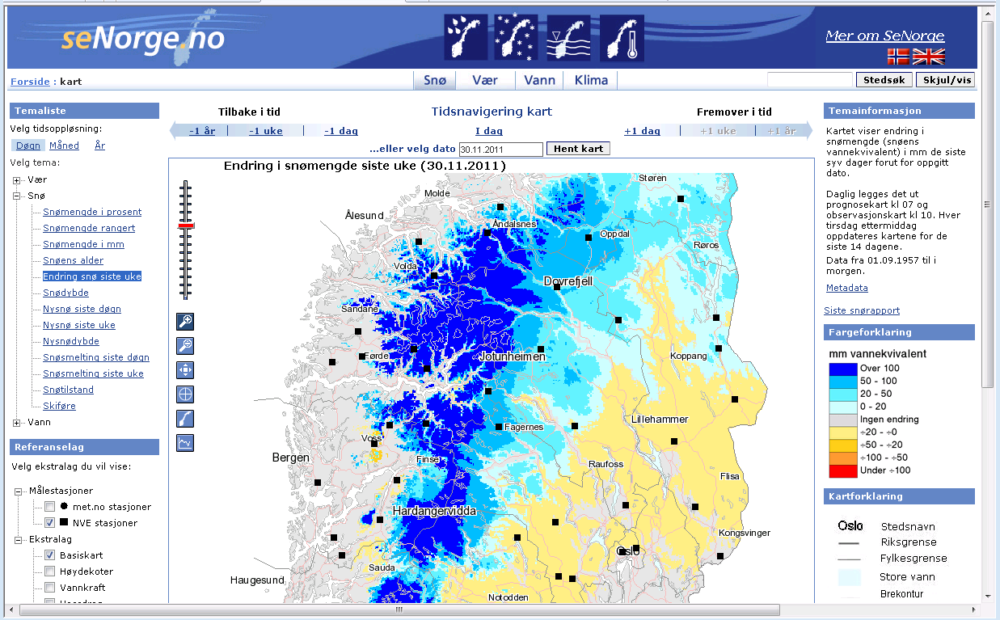 seNorge.no
Mer om SeNorge
Forside : kart
Snø
Vær
Vann
Klima
Stedsøk
Skjul/vis
Temaliste
Velg tidsoppløsning:
Døgn Måned År
Velg tema:
Vær
Snø
Snømengde i prosent
Snømengde rangert
Snømengde i mm
Snøens alder
Endring snø siste uke
Snødybde
Nysnø siste døgn
Nysnø siste uke
Nysnødybde
Snøsmelting siste døgn
Snøsmelting siste uke
Snøtilstand
Skiføre
Vann
Referanselag
Velg ekstralag du vil vise:
Målestasjoner
met.no stasjoner
NVE stasjoner
Ekstralag
Basiskart
Høydekoter
Vannkraft
Tilbake i tid
Tidsnavigering kart
Fremover i tid
-1 år
-1 uke
-1 dag
I dag
+1 dag
+1 uke
+1 år
...eller velg dato 30.11.2011 Hent kart
Endring i snømengde siste uke (30.11.2011)
Støren
Molde
Ålesund
Åndalsnes
Oppdal
Røros
Volda
Dovrefjell
Sandane
Førde
Jotunheimen
Koppang
Lillehammer
Fagernes
Voss
Bergen
Finse
Raufoss
Flisa
Hardangervidda
Kongsvinger
Oslo
Sauda
Haugesund
Notodden
Temainformasjon
Kartet viser endring i
snømengde (snøens
vannekvivalent) i mm de siste
syv dager forut for oppgitt
dato.
Daglig legges det ut
prognosekart kl 07 og
observasjonskart kl 10. Hver
tirsdag ettermiddag
oppdateres kartene for de
siste 14 dagene.
Data fra 01.09.1957 til i
morgen.
Metadata
Siste snørapport
Fargeforklaring
mm vannekvivalent
Over 100
50 - 100
20 - 50
0 - 20
Ingen endring
÷20 - ÷0
÷50 - ÷20
÷100 - ÷50
Under ÷100
Kartforklaring
Oslo Stedsnavn
Riksgrense
Fylkesgrense
Store vann
Brekontur